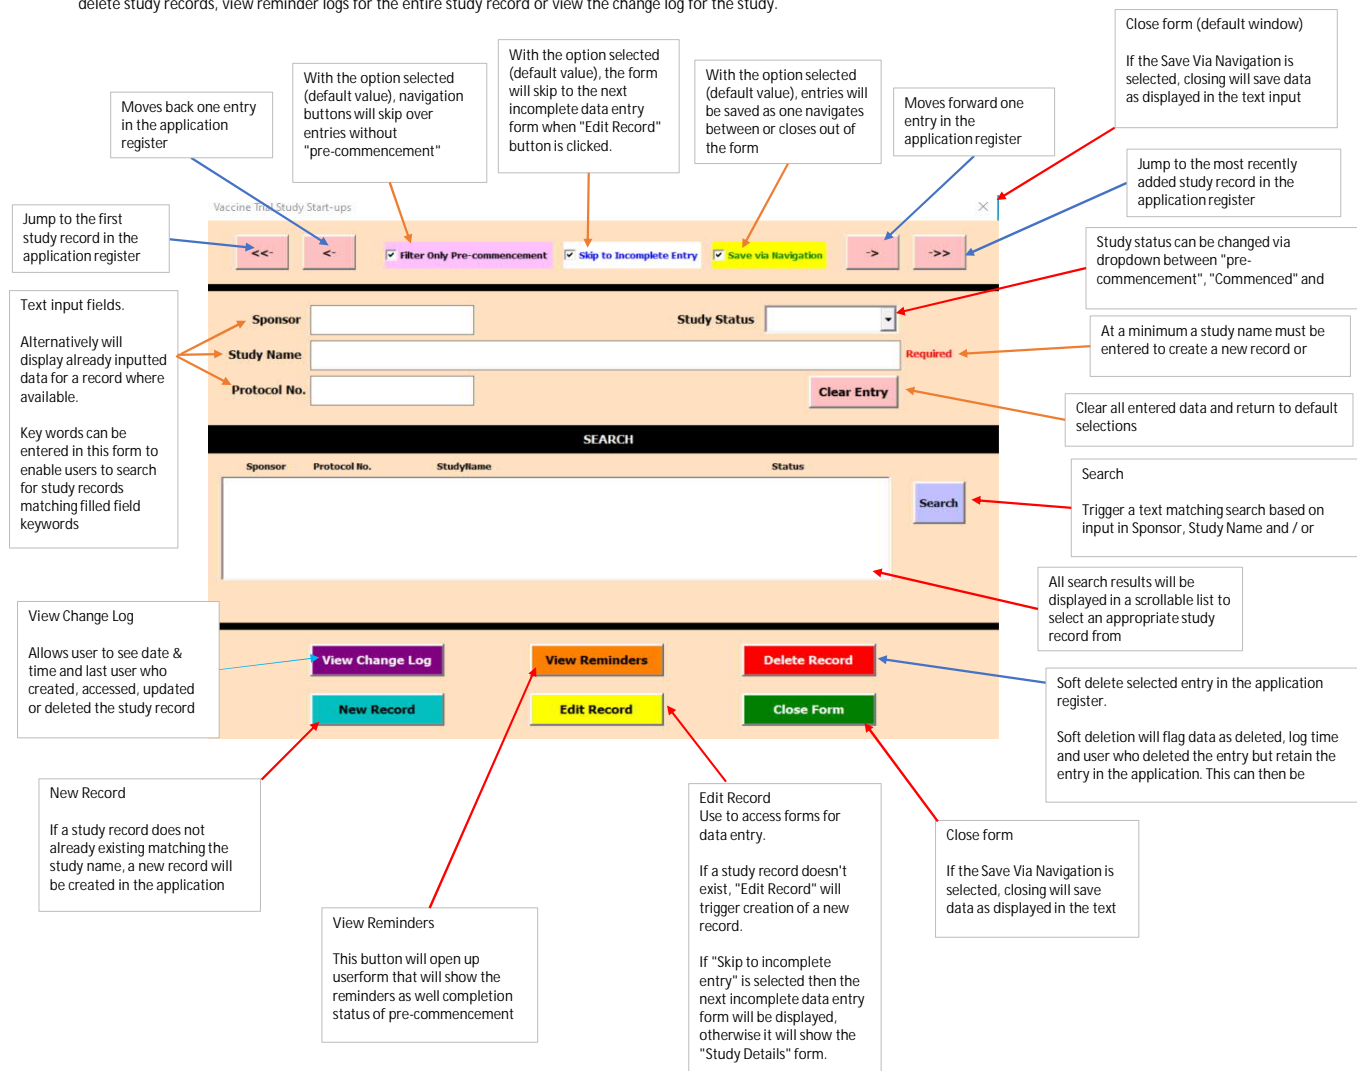 delete study records, view reminder logs for the entire study record or view the change log for the study.
Close form (default window)
If the Save Via Navigation is
selected, closing will save data
as displayed in the text input
With the option selected
(default value), the form
will skip to the next
incomplete data entry
form when "Edit Record"
button is clicked.
With the option selected
(default value), navigation
buttons will skip over
entries without
"pre-commencement"
With the option selected
(default value), entries will
be saved as one navigates
between or closes out of
the form
Moves back one entry
in the application
register
Moves forward one
entry in the
application register
Jump to the most recently
added study record in the
application register
Jump to the first
study record in the
application register
Vaccine Trial Study Start-ups
<<-
<-
Filter Only Pre-commencement
Skip to Incomplete Entry
Save via Navigation
->
->>
Study status can be changed via
dropdown between "pre-
commencement", "Commenced" and
Text input fields.
Alternatively will
display already inputted
data for a record where
available.
Key words can be
entered in this form to
enable users to search
for study records
matching filled field
keywords
Sponsor
Study Status
Study Name
Required
Protocol No.
Clear Entry
At a minimum a study name must be
entered to create a new record or
Clear all entered data and return to default
selections
SEARCH
Sponsor
Protocol No.
StudyName
Status
Search
Search
Trigger a text matching search based on
input in Sponsor, Study Name and / or
All search results will be
displayed in a scrollable list to
select an appropriate study
record from
View Change Log
Allows user to see date &
time and last user who
created, accessed, updated
or deleted the study record
View Change Log
View Reminders
Delete Record
New Record
Edit Record
Close Form
Soft delete selected entry in the application
register.
Soft deletion will flag data as deleted, log time
and user who deleted the entry but retain the
entry in the application. This can then be
New Record
If a study record does not
already existing matching the
study name, a new record will
be created in the application
Edit Record
Use to access forms for
data entry.
If a study record doesn't
exist, "Edit Record" will
trigger creation of a new
record.
If "Skip to incomplete
entry" is selected then the
next incomplete data entry
form will be displayed,
otherwise it will show the
"Study Details" form.
Close form
If the Save Via Navigation is
selected, closing will save
data as displayed in the text
View Reminders
This button will open up
userform that will show the
reminders as well completion
status of pre-commencement